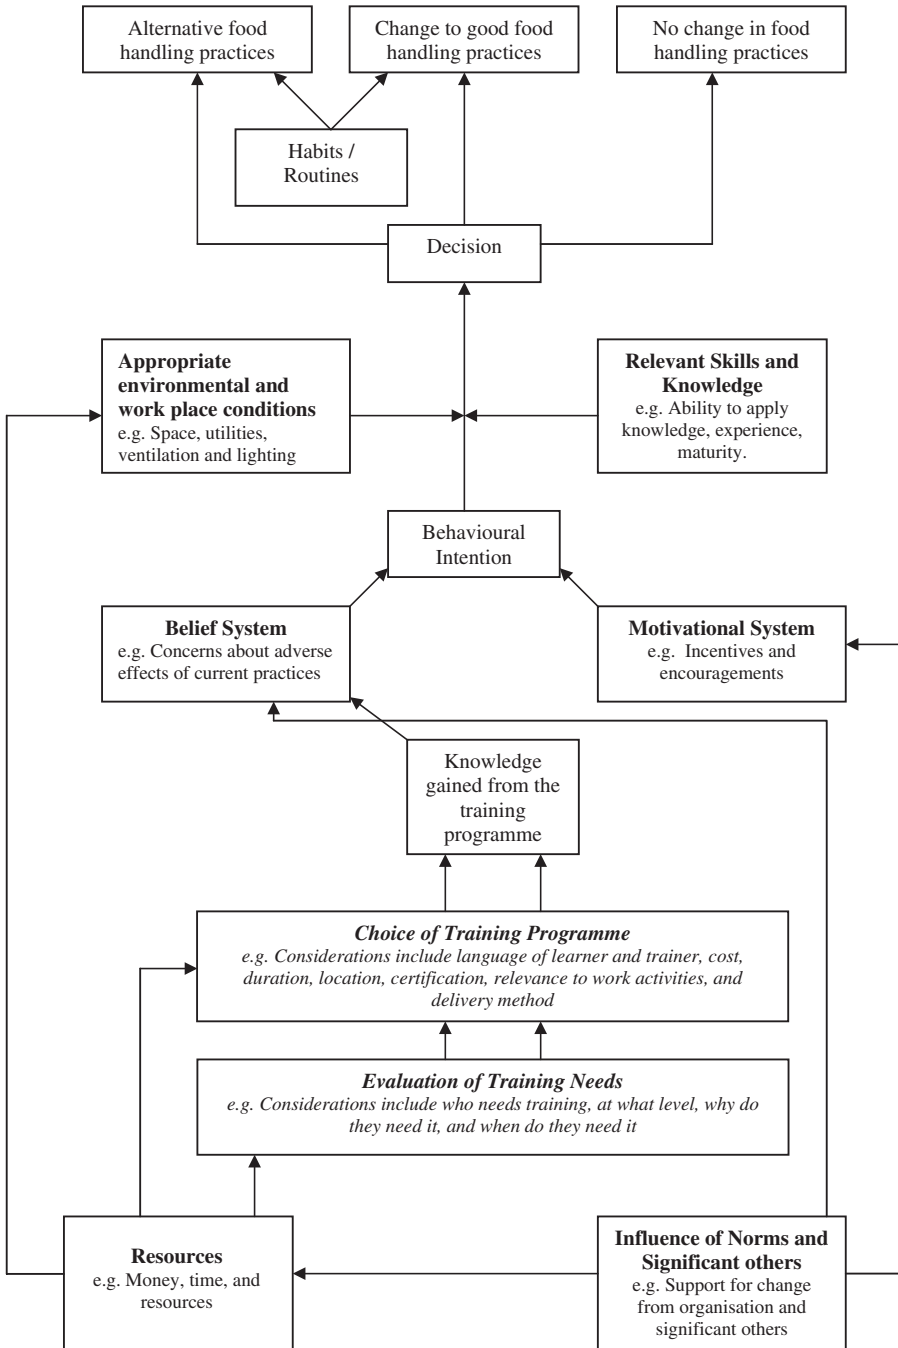 Alternative food
handling practices
Change to good food
handling practices
No change in food
handling practices
Habits /
Routines
Decision
Appropriate
environmental and
work place conditions
e.g. Space, utilities,
ventilation and lighting
Relevant Skills and
Knowledge
e.g. Ability to apply
knowledge, experience,
maturity.
Behavioural
Intention
Belief System
e.g. Concerns about adverse
effects of current practices
Motivational System
e.g. Incentives and
encouragements
Knowledge
gained from the
training
programme
Choice of Training Programme
e.g. Considerations include language of learner and trainer, cost,
duration, location, certification, relevance to work activities, and
delivery method
Evaluation of Training Needs
e.g. Considerations include who needs training, at what level, why do
they need it, and when do they need it
Resources
e.g. Money, time, and
resources
Influence of Norms and
Significant others
e.g. Support for change
from organisation and
significant others